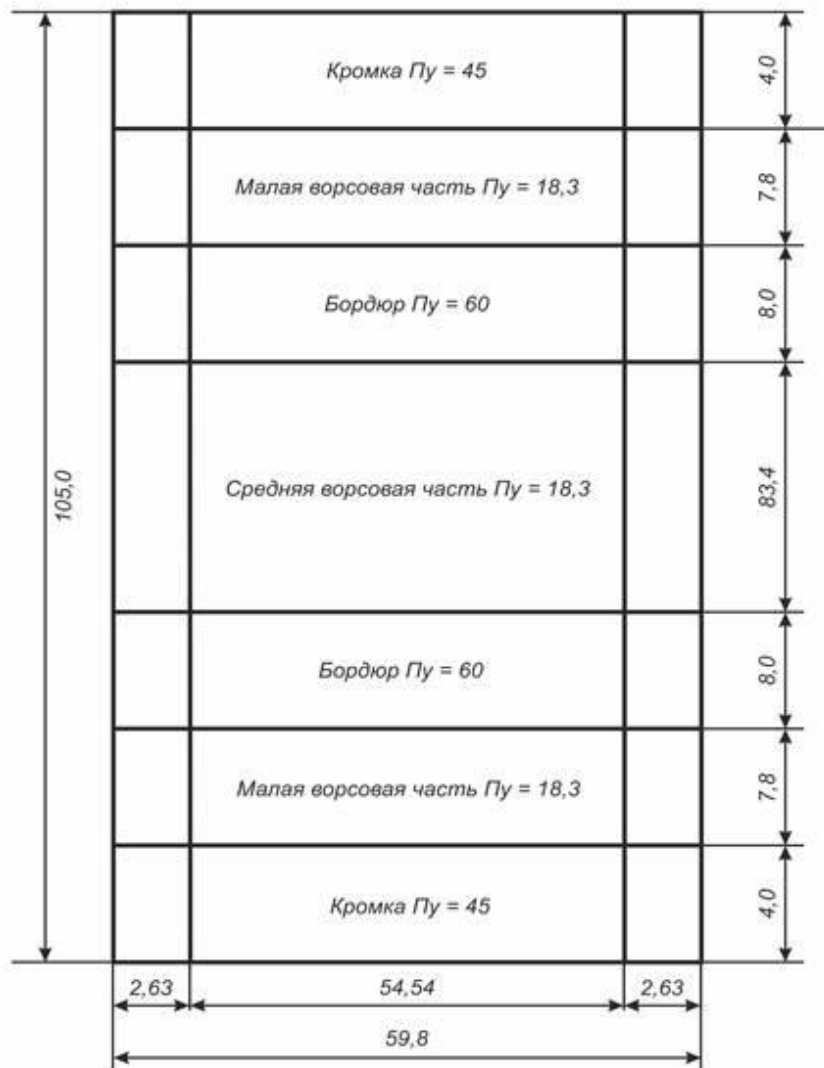 Кромка Пу = 45
4,0
Малая ворсовая часть Пу = 18,3
7,8
Бордюр Пу = 60
8,0
105,0
Средняя ворсовая часть Пу = 18,3
83,4
Бордюр Пу = 60
8,0
Малая ворсовая часть Пу = 18,3
7,8
Кромка Пу = 45
4,0
2,63
54,54
2,63
59,8